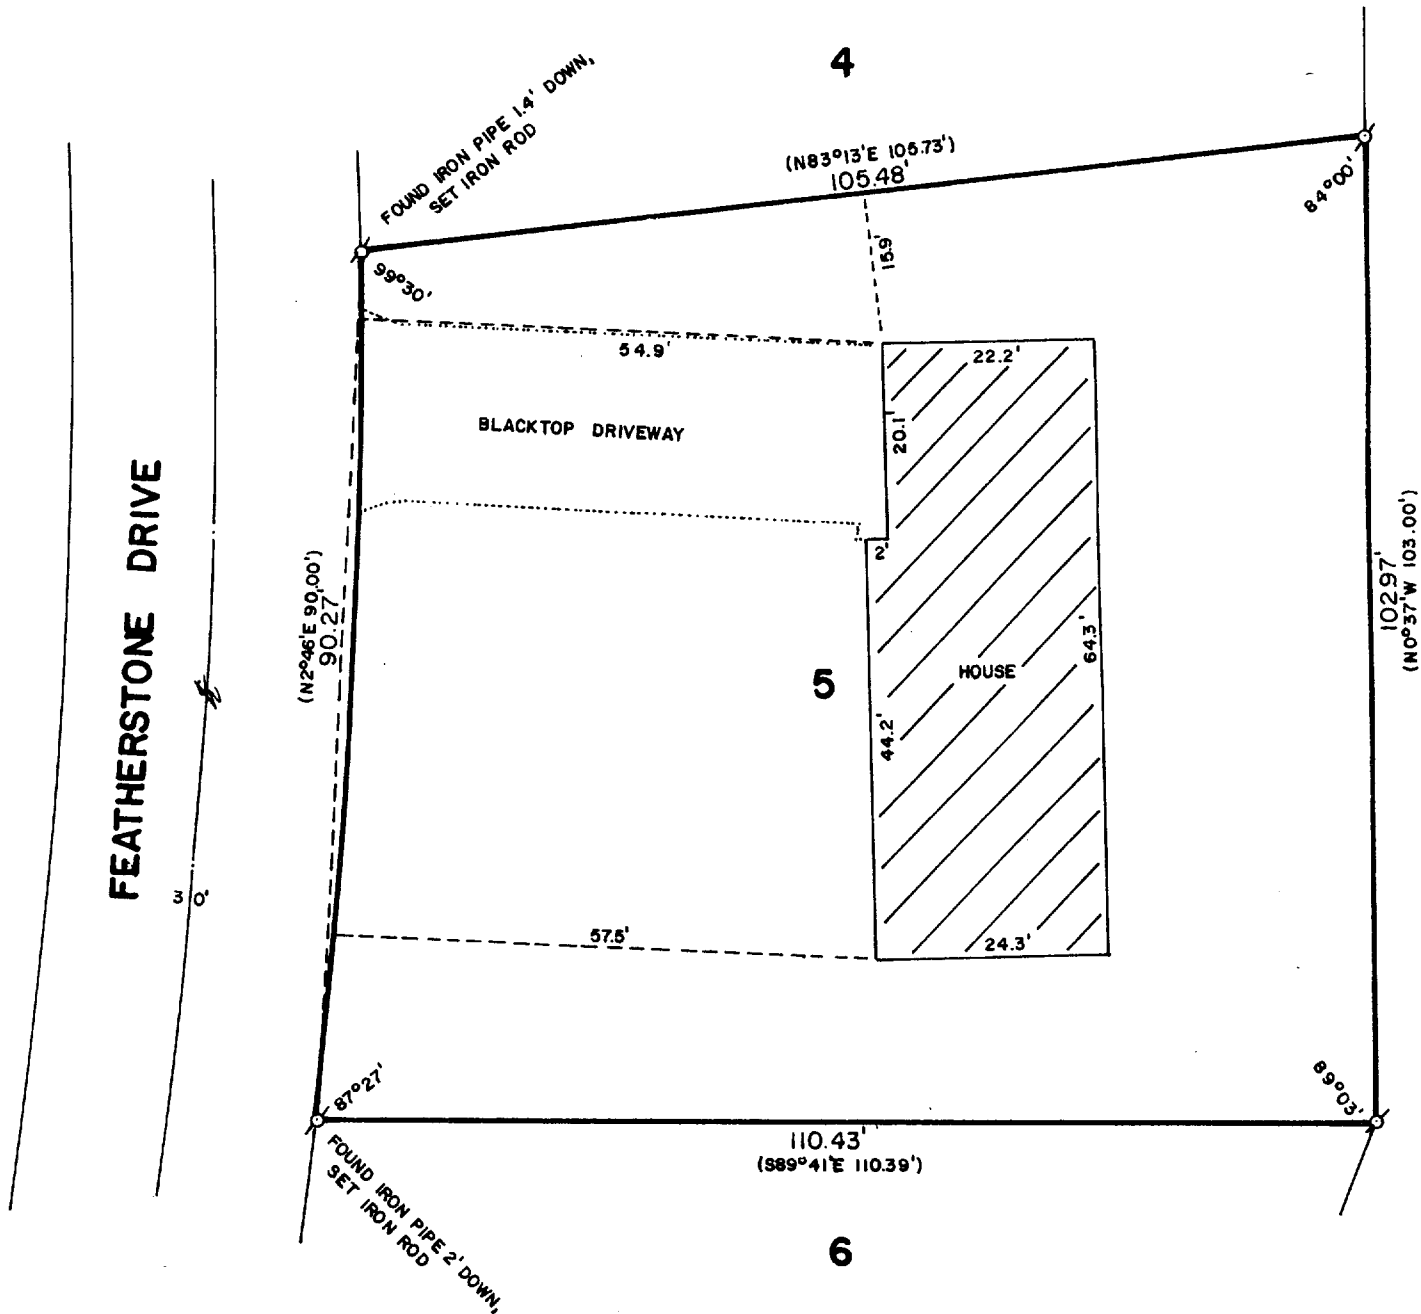 4
FOUND IRON PIPE 1.4' DOWN,
SET IRON ROD
(N83°13'E 105.73')
105.48'
84°00'
99°30'
15.9'
54.9'
22.2'
BLACKTOP DRIVEWAY
20.1'
2'
FEATHERSTONE DRIVE
(N2°46'E 90.00')
90.27'
102.97'
(N0°37'W 103.00')
64.3'
HOUSE
5
44.2'
30'
57.5'
24.3'
87°27'
89°03'
110.43'
(S89°41'E 110.39')
FOUND IRON PIPE 2' DOWN,
SET IRON ROD
6